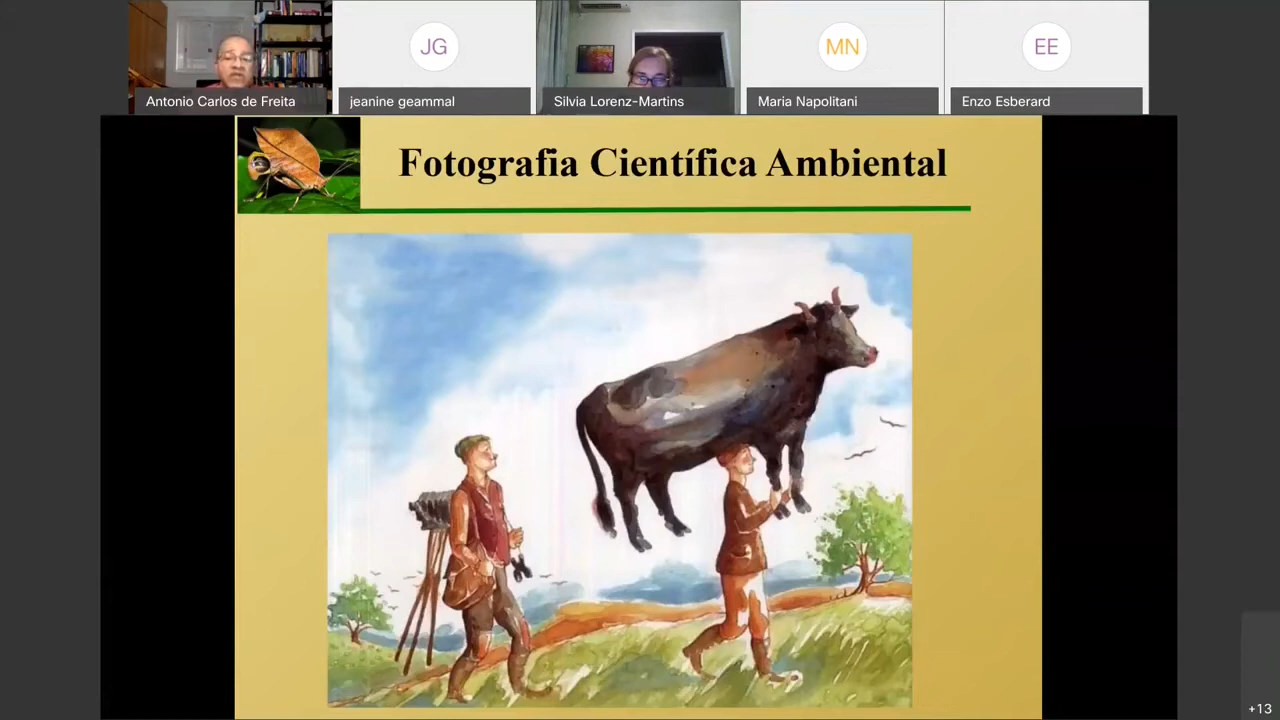 JG
MN
EE
Antonio Carlos de Freita
jeanine geammal
Silvia Lorenz-Martins
Maria Napolitani
Enzo Esberard
Fotografia Científica Ambiental
+13